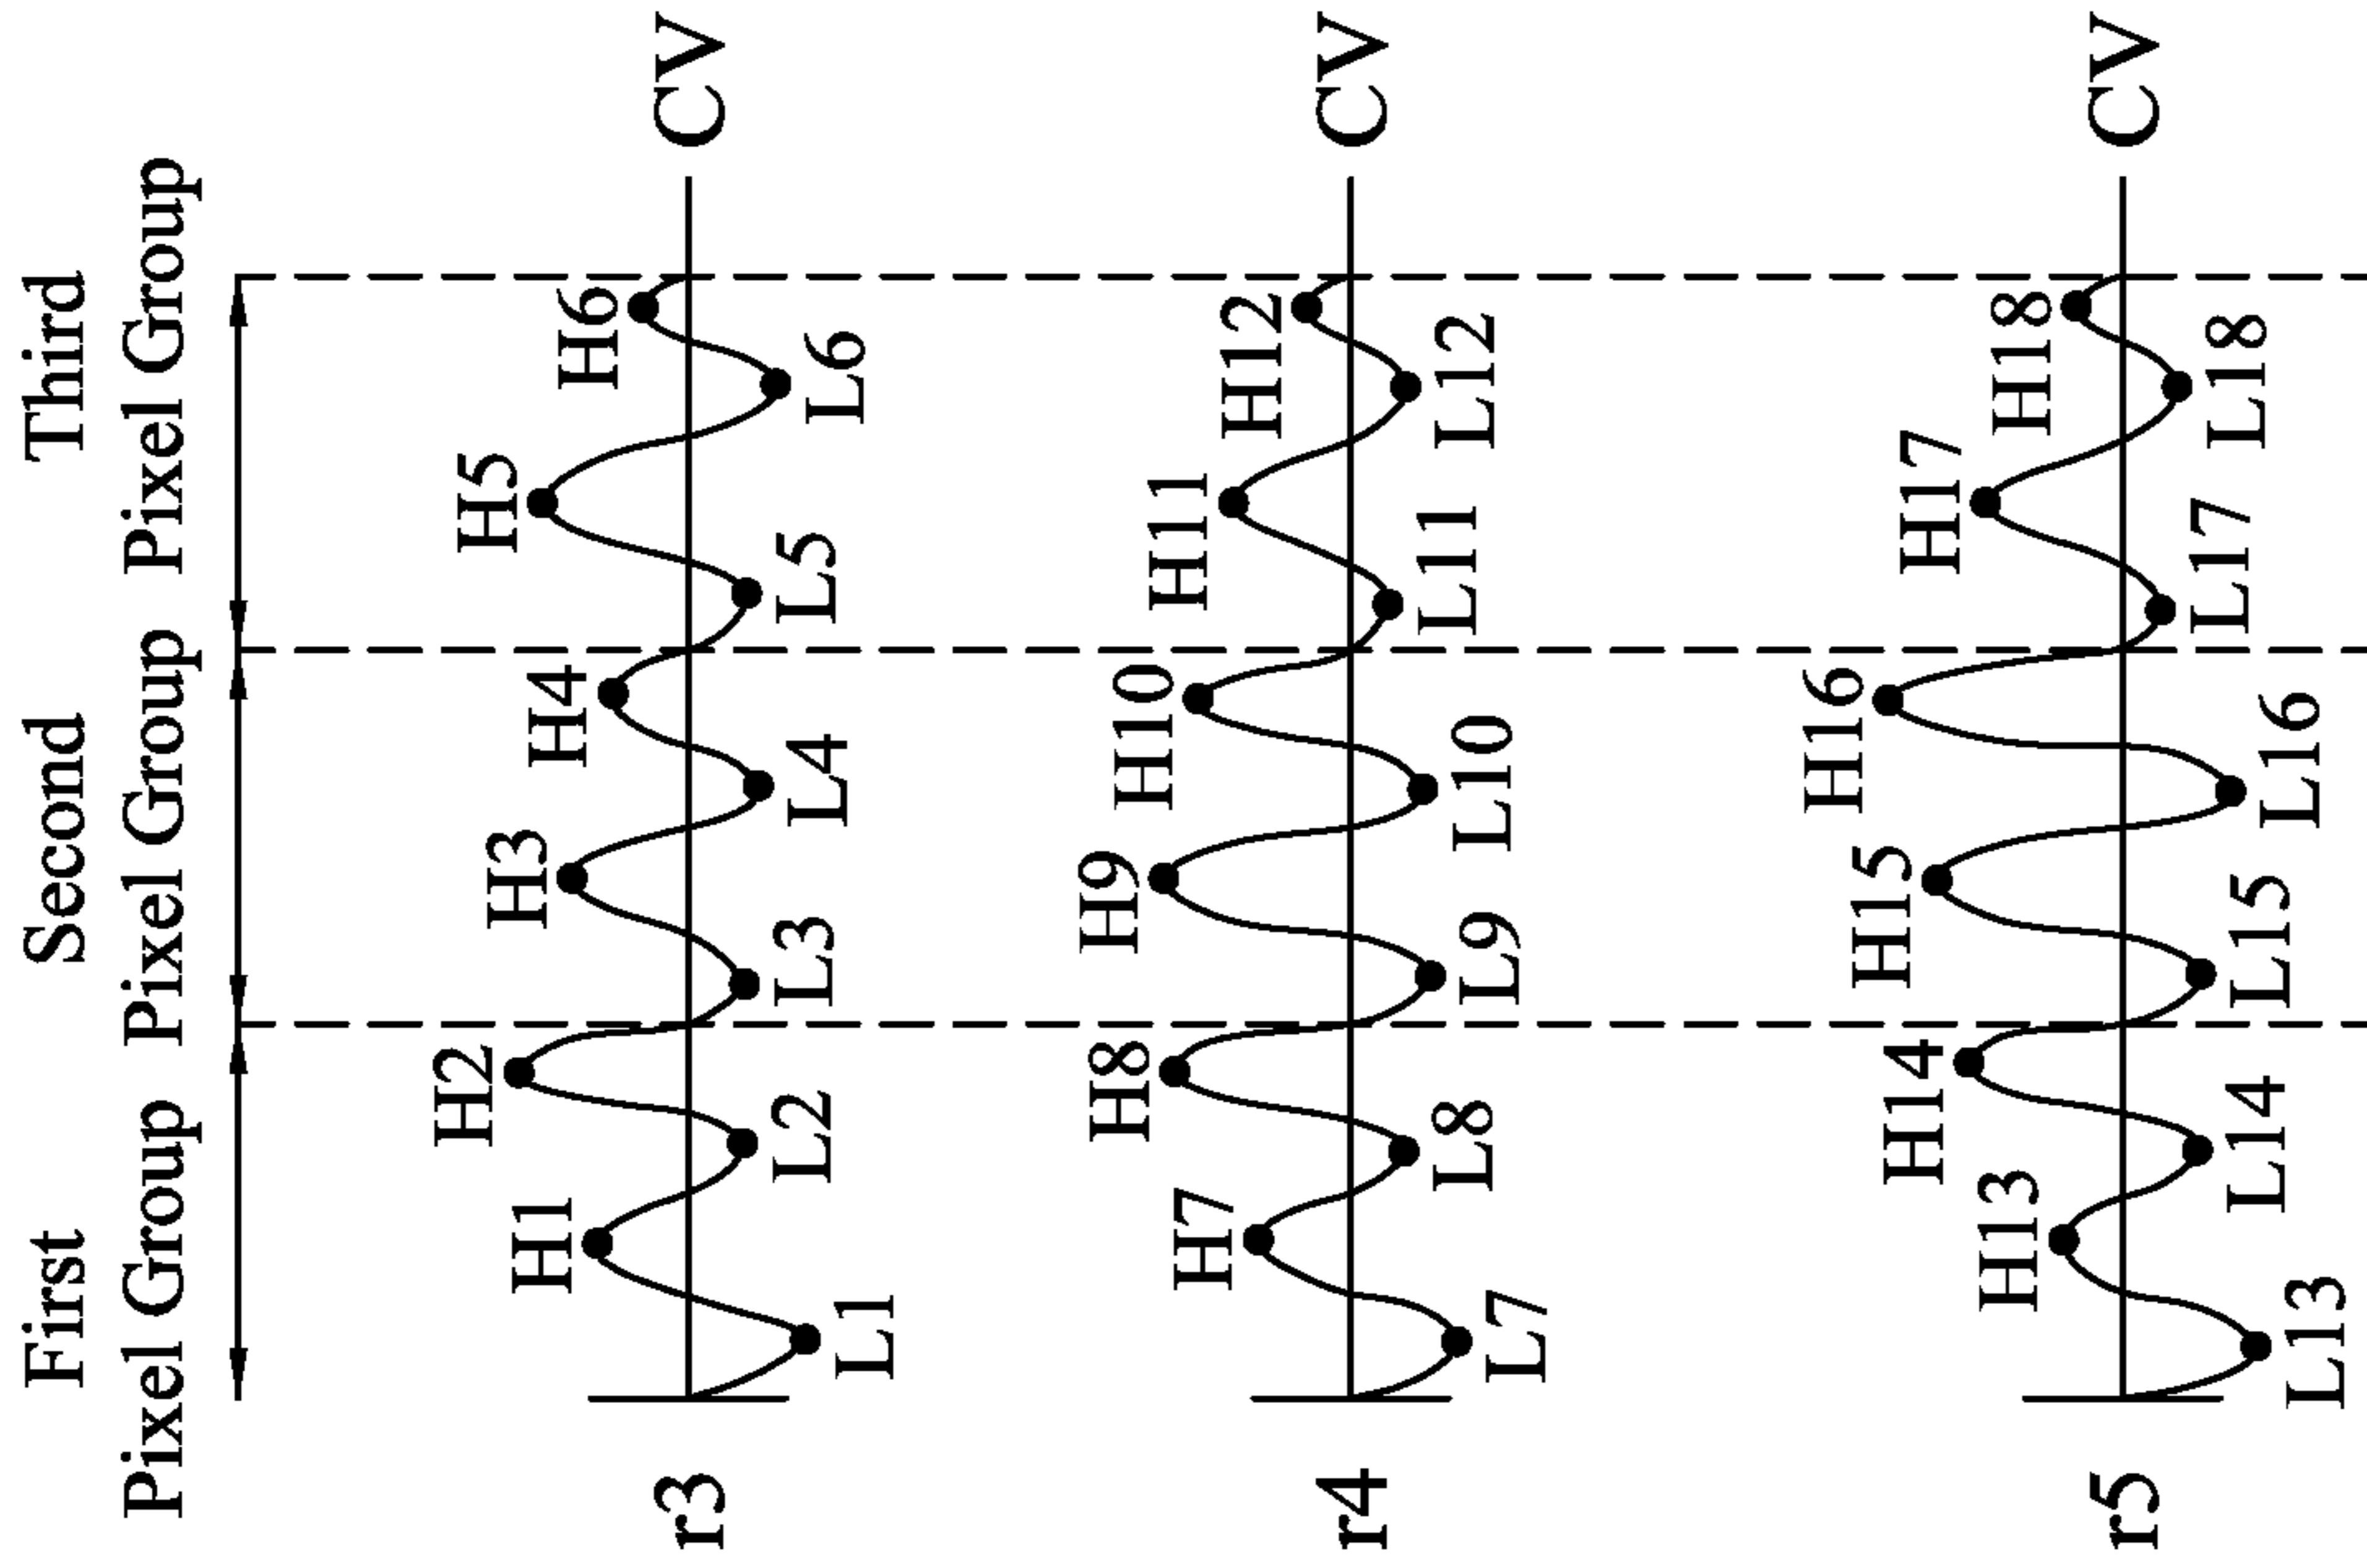 First
Pixel Group
Second
Pixel Group
Third
Pixel Group
r3
L1
H1
L2
H2
L3
H3
L4
H4
L5
H5
L6
H6
CV
r4
L7
H7
L8
H8
L9
H9
L10
H10
L11
H11
L12
H12
CV
r5
L13
H13
L14
H14
L15
H15
L16
H16
L17
H17
L18
H18
CV